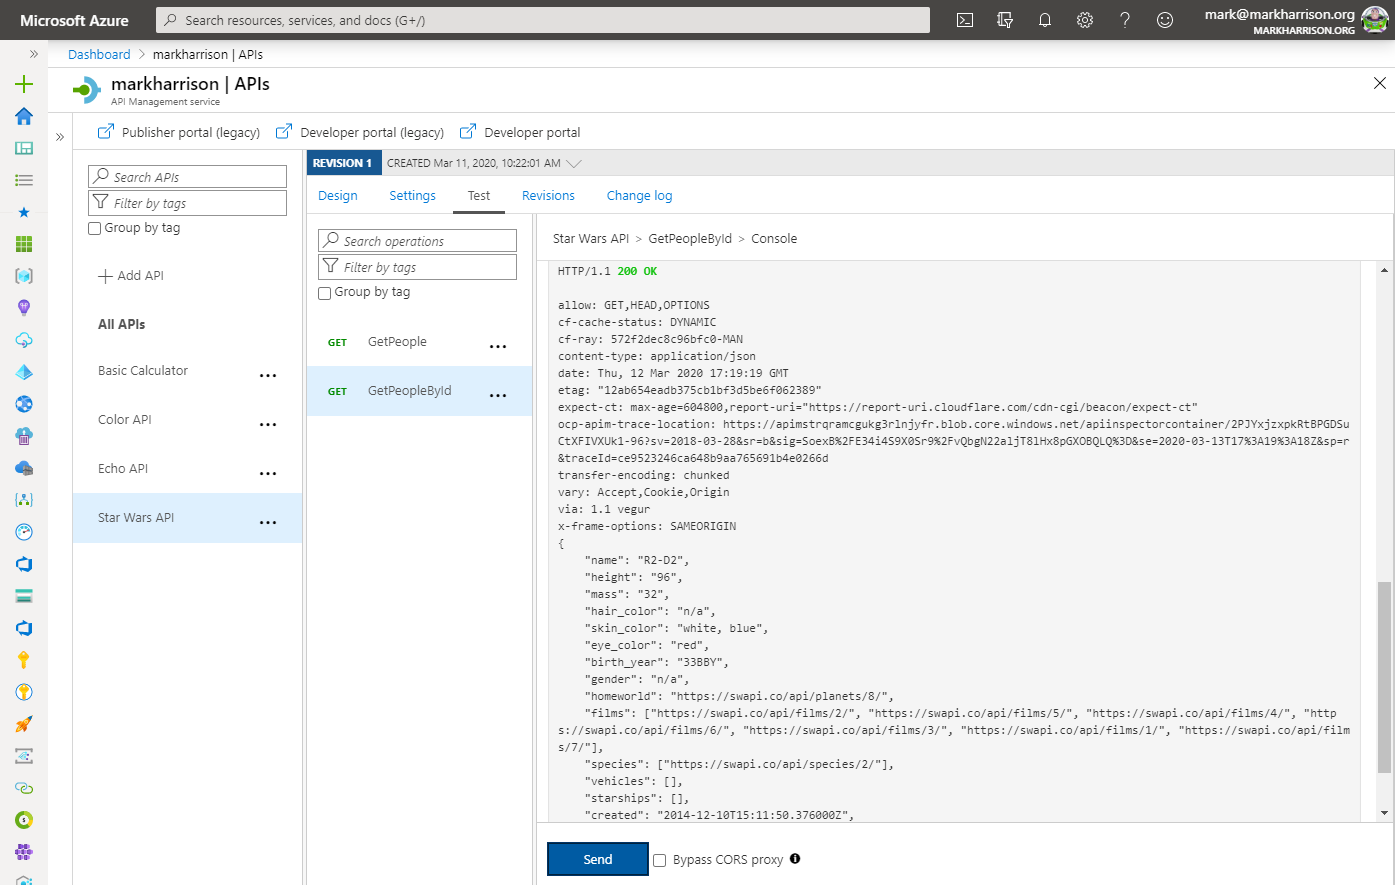 Microsoft Azure
Search resources, services, and docs (G+/)
mark@markharrison.org
MARKHARRISON.ORG
Dashboard > markharrison | APIs
markharrison | APIs
API Management service
Publisher portal (legacy)
Developer portal (legacy)
Developer portal
Search APIs
Filter by tags
Group by tag
Add API
All APIs
Basic Calculator
Color API
Echo API
Star Wars API
REVISION 1
CREATED Mar 11, 2020, 10:22:01 AM
Design
Settings
Test
Revisions
Change log
Search operations
Filter by tags
Group by tag
GET GetPeople
GET GetPeopleById
Star Wars API > GetPeopleById > Console
HTTP/1.1 200 OK
allow: GET,HEAD,OPTIONS
cf-cache-status: DYNAMIC
cf-ray: 572f2dec8c96bfc0-MAN
content-type: application/json
date: Thu, 12 Mar 2020 17:19:19 GMT
etag: "12ab654eadb375cb1bf3d5be6f062389"
expect-ct: max-age=604800,report-uri="https://report-uri.cloudflare.com/cdn-cgi/beacon/expect-ct"
ocp-apim-trace-location: https://apimstrqramcgukg3rlnjyfr.blob.core.windows.net/apiinspectorcontainer/2PJYxjzxpkRtBPGDSu
CtXFIVXUk1-96?sv=2018-03-28&sr=b&sig=SoexB%2FE34i4S9X0Sr9%2FvQbgN22aljT8lHx8pGXOBQLQ%3D&se=2020-03-13T17%3A19%3A18Z&sp=r
&traceId=ce9523246ca648b9aa765691b4e0266d
transfer-encoding: chunked
vary: Accept,Cookie,Origin
via: 1.1 vegur
x-frame-options: SAMEORIGIN
{
"name": "R2-D2",
"height": "96",
"mass": "32",
"hair_color": "n/a",
"skin_color": "white, blue",
"eye_color": "red",
"birth_year": "33BBY",
"gender": "n/a",
"homeworld": "https://swapi.co/api/planets/8/",
"films": ["https://swapi.co/api/films/2/", "https://swapi.co/api/films/5/", "https://swapi.co/api/films/4/", "http
s://swapi.co/api/films/6/", "https://swapi.co/api/films/3/", "https://swapi.co/api/films/1/", "https://swapi.co/api/film
s/7/"],
"species": ["https://swapi.co/api/species/2/"],
"vehicles": [],
"starships": [],
"created": "2014-12-10T15:11:50.376000Z",
Send
Bypass CORS proxy